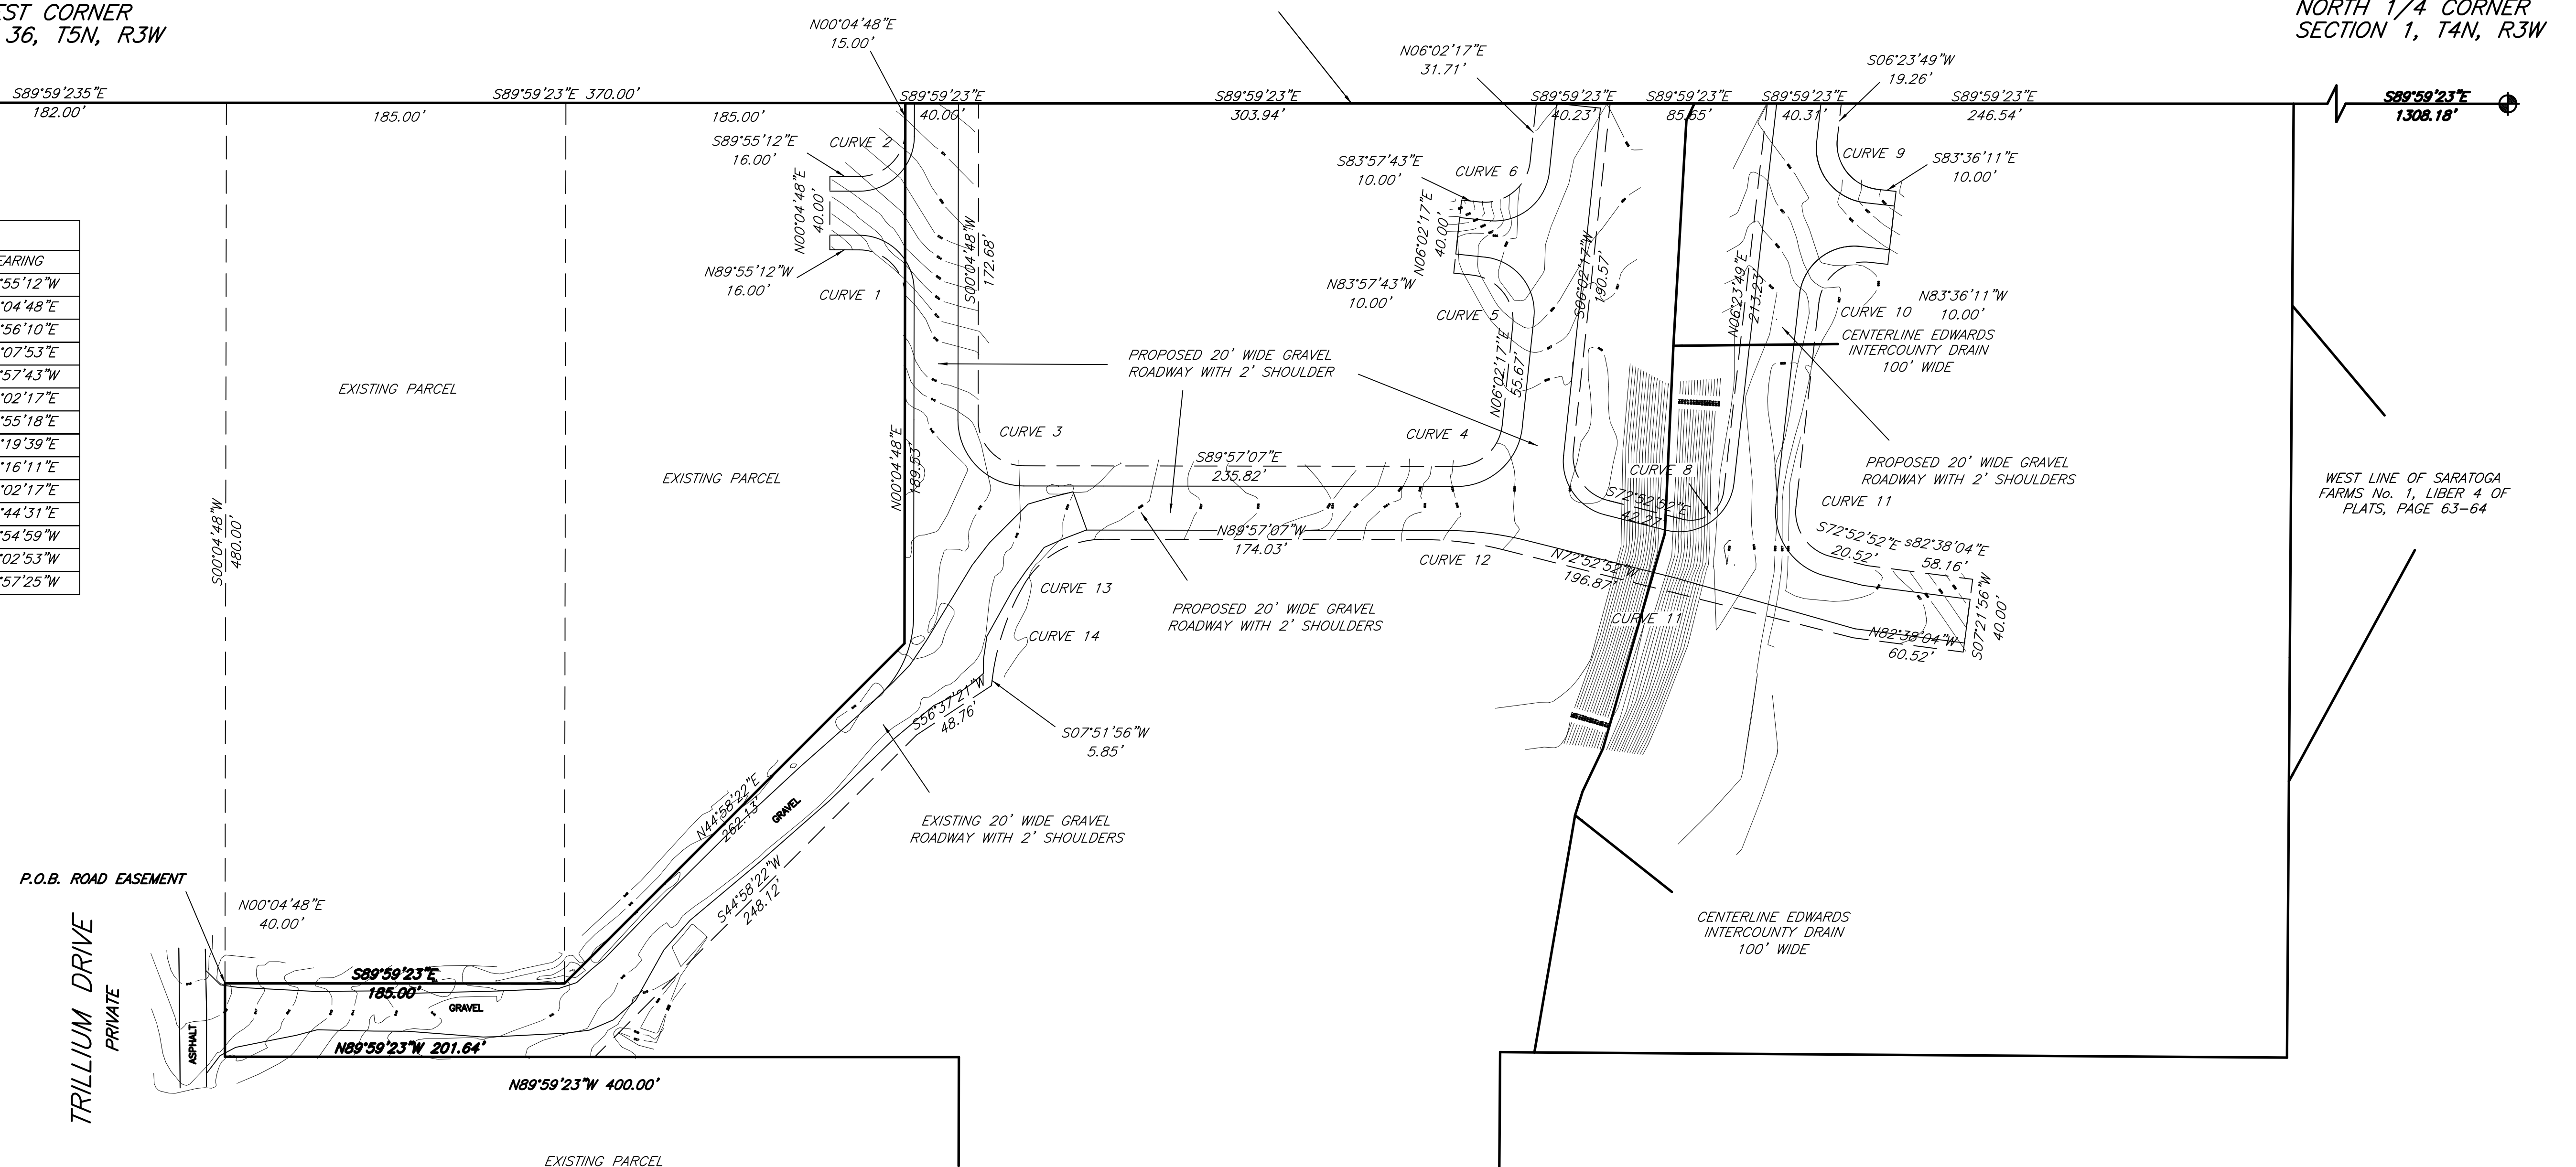 EST CORNER
36, T5N, R3W
NORTH 1/4 CORNER
SECTION 1, T4N, R3W
N00°04'48"E
15.00'
N06°02'17"E
31.71'
S06°23'49"W
19.26'
S89°59'235"E
182.00'
S89°59'23"E 370.00'
185.00'
185.00'
S89°59'23"E
40.00'
S89°59'23"E
303.94'
S89°59'23"E
40.23'
S89°59'23"E
85.65'
S89°59'23"E
40.31'
S89°59'23"E
246.54'
S89°59'23"E
1308.18'
S89°55'12"E
16.00'
CURVE 2
N00°04'48"E
40.00'
N89°55'12"W
16.00'
CURVE 1
S00°04'48"W
172.68'
S83°57'43"E
10.00'
CURVE 6
N06°02'17"E
40.00'
N83°57'43"W
10.00'
CURVE 5
S06°02'17"W
190.57'
N06°02'17"E
55.67'
CURVE 9
S83°36'11"E
10.00'
N06°23'49"E
213.23'
N83°36'11"W
10.00'
CURVE 10
CENTERLINE EDWARDS
INTERCOUNTY DRAIN
100' WIDE
EARING
°55'12"W
°04'48"E
°56'10"E
°07'53"E
°57'43"W
°02'17"E
°55'18"E
°19'39"E
°16'11"E
°02'17"E
°44'31"E
°54'59"W
°02'53"W
°57'25"W
EXISTING PARCEL
EXISTING PARCEL
PROPOSED 20' WIDE GRAVEL
ROADWAY WITH 2' SHOULDER
CURVE 3
CURVE 4
N00°04'48"E
189.53'
S89°57'07"E
235.82'
CURVE 8
S72°52'52"E
42.27'
PROPOSED 20' WIDE GRAVEL
ROADWAY WITH 2' SHOULDERS
CURVE 11
WEST LINE OF SARATOGA
FARMS No. 1, LIBER 4 OF
PLATS, PAGE 63-64
S00°04'48"W
480.00'
N89°57'07"W
174.03'
CURVE 12
N72°52'52"W
196.87'
S72°52'52"E
20.52'
s82°38'04"E
58.16'
S07°21'56"W
40.00'
CURVE 13
PROPOSED 20' WIDE GRAVEL
ROADWAY WITH 2' SHOULDERS
CURVE 11
CURVE 14
N82°38'04"W
60.52'
S56°37'21"W
48.76'
S07°51'56"W
5.85'
N44°58'22"E
262.13'
GRAVEL
EXISTING 20' WIDE GRAVEL
ROADWAY WITH 2' SHOULDERS
S44°58'22"W
248.12'
P.O.B. ROAD EASEMENT
N00°04'48"E
40.00'
CENTERLINE EDWARDS
INTERCOUNTY DRAIN
100' WIDE
TRILLIUM DRIVE
PRIVATE
ASPHALT
S89°59'23"E
185.00'
GRAVEL
N89°59'23"W 201.64'
N89°59'23"W 400.00'
EXISTING PARCEL